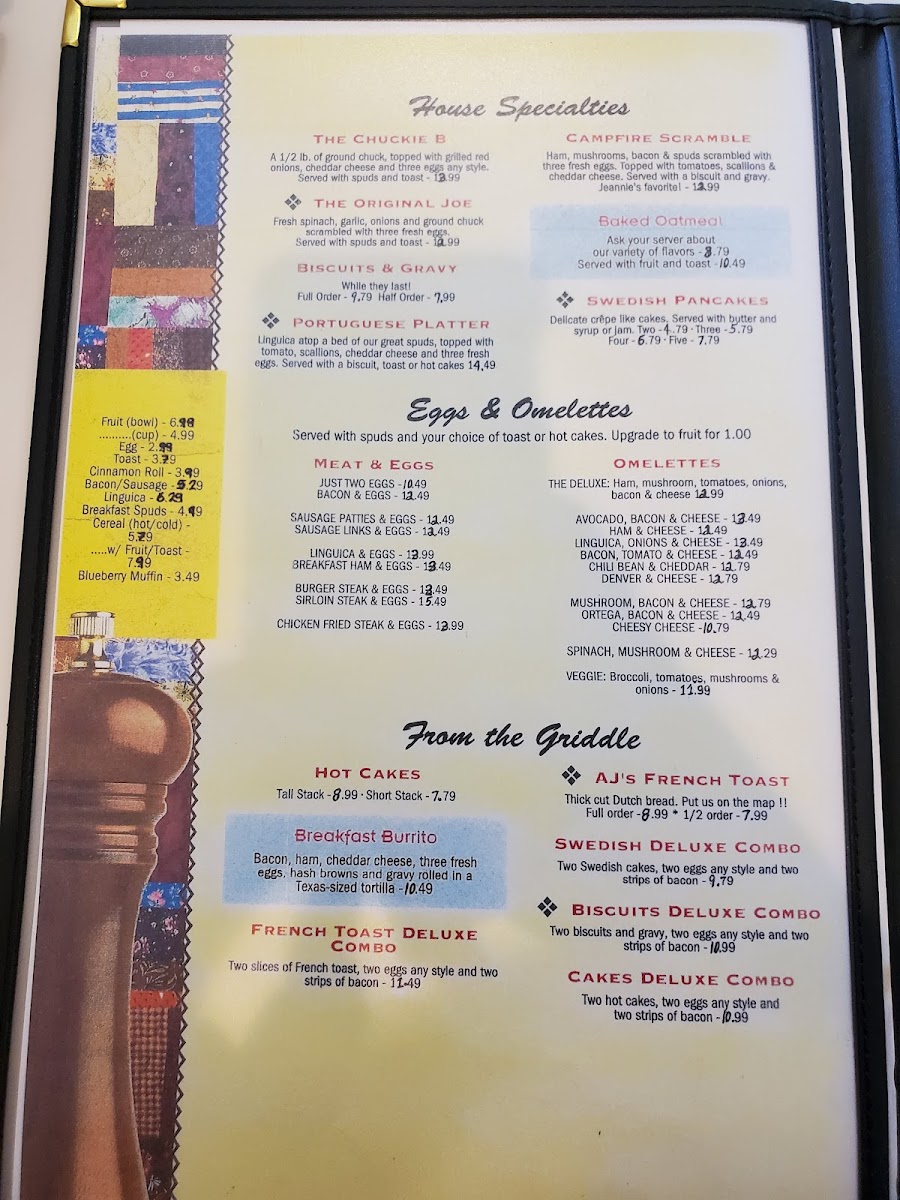 House Specialties
THE CHUCKIE B
A 1/2 lb. of ground chuck, topped with grilled red
onions, cheddar cheese and three eggs any style.
Served with spuds and toast - 13.99
THE ORIGINAL JOE
Fresh spinach, garlic, onions and ground chuck
scrambled with three fresh eggs.
Served with spuds and toast - 12.99
BISCUITS & GRAVY
While they last!
Full Order - 9.79 Half Order - 7.99
PORTUGUESE PLATTER
Linguica atop a bed of our great spuds, topped with
tomato, scallions, cheddar cheese and three fresh
eggs. Served with a biscuit, toast or hot cakes 14.49
CAMPFIRE SCRAMBLE
Ham, mushrooms, bacon & spuds scrambled with
three fresh eggs. Topped with tomatoes, scallions &
cheddar cheese. Served with a biscuit and gravy.
Jeannie's favorite! - 13.99
Baked Oatmeal
Ask your server about
our variety of flavors - 8.79
Served with fruit and toast -10.49
SWEDISH PANCAKES
Delicate crêpe like cakes. Served with butter and
syrup or jam. Two -4.79 · Three -5.79
Four -6.79 · Five - 7.79
Fruit (bowl) - 6.99
..........(cup) - 4.99
Egg - 2.99
Toast - 3.79
Cinnamon Roll - 3.99
Bacon/Sausage -5.29
Linguica - 6.29
Breakfast Spuds - 4.99
Cereal (hot/cold) -
5.79
.....w/ Fruit/Toast -
7.99
Blueberry Muffin - 3.49
Eggs & Omelettes
Served with spuds and your choice of toast or hot cakes. Upgrade to fruit for 1.00
MEAT & EGGS
JUST TWO EGGS -10.49
BACON & EGGS - 12.49
SAUSAGE PATTIES & EGGS - 12.49
SAUSAGE LINKS & EGGS - 12.49
LINGUICA & EGGS - 13.99
BREAKFAST HAM & EGGS - 13.49
BURGER STEAK & EGGS - 13.49
SIRLOIN STEAK & EGGS - 15.49
CHICKEN FRIED STEAK & EGGS - 13.99
OMELETTES
THE DELUXE: Ham, mushroom, tomatoes, onions,
bacon & cheese 12.99
AVOCADO, BACON & CHEESE - 13.49
HAM & CHEESE - 12.49
LINGUICA, ONIONS & CHEESE - 13.49
BACON, TOMATO & CHEESE - 12.49
CHILI BEAN & CHEDDAR - 12.79
DENVER & CHEESE - 12.79
MUSHROOM, BACON & CHEESE - 12.79
ORTEGA, BACON & CHEESE - 12.49
CHEESY CHEESE -10.79
SPINACH, MUSHROOM & CHEESE - 12.29
VEGGIE: Broccoli, tomatoes, mushrooms &
onions - 11.99
From the Griddle
HOT CAKES
Tall Stack -8.99 · Short Stack -7.79
Breakfast Burrito
Bacon, ham, cheddar cheese, three fresh
eggs, hash browns and gravy rolled in a
Texas-sized tortilla -10.49
FRENCH TOAST DELUXE
COMBO
Two slices of French toast, two eggs any style and two
strips of bacon - 11.49
AJ'S FRENCH TOAST
Thick cut Dutch bread. Put us on the map !!
Full order -8.99 * 1/2 order -7.99
SWEDISH DELUXE COMBO
Two Swedish cakes, two eggs any style and two
strips of bacon -9.79
BISCUITS DELUXE COMBO
Two biscuits and gravy, two eggs any style and two
strips of bacon -10.99
CAKES DELUXE COMBO
Two hot cakes, two eggs any style and
two strips of bacon -10.99